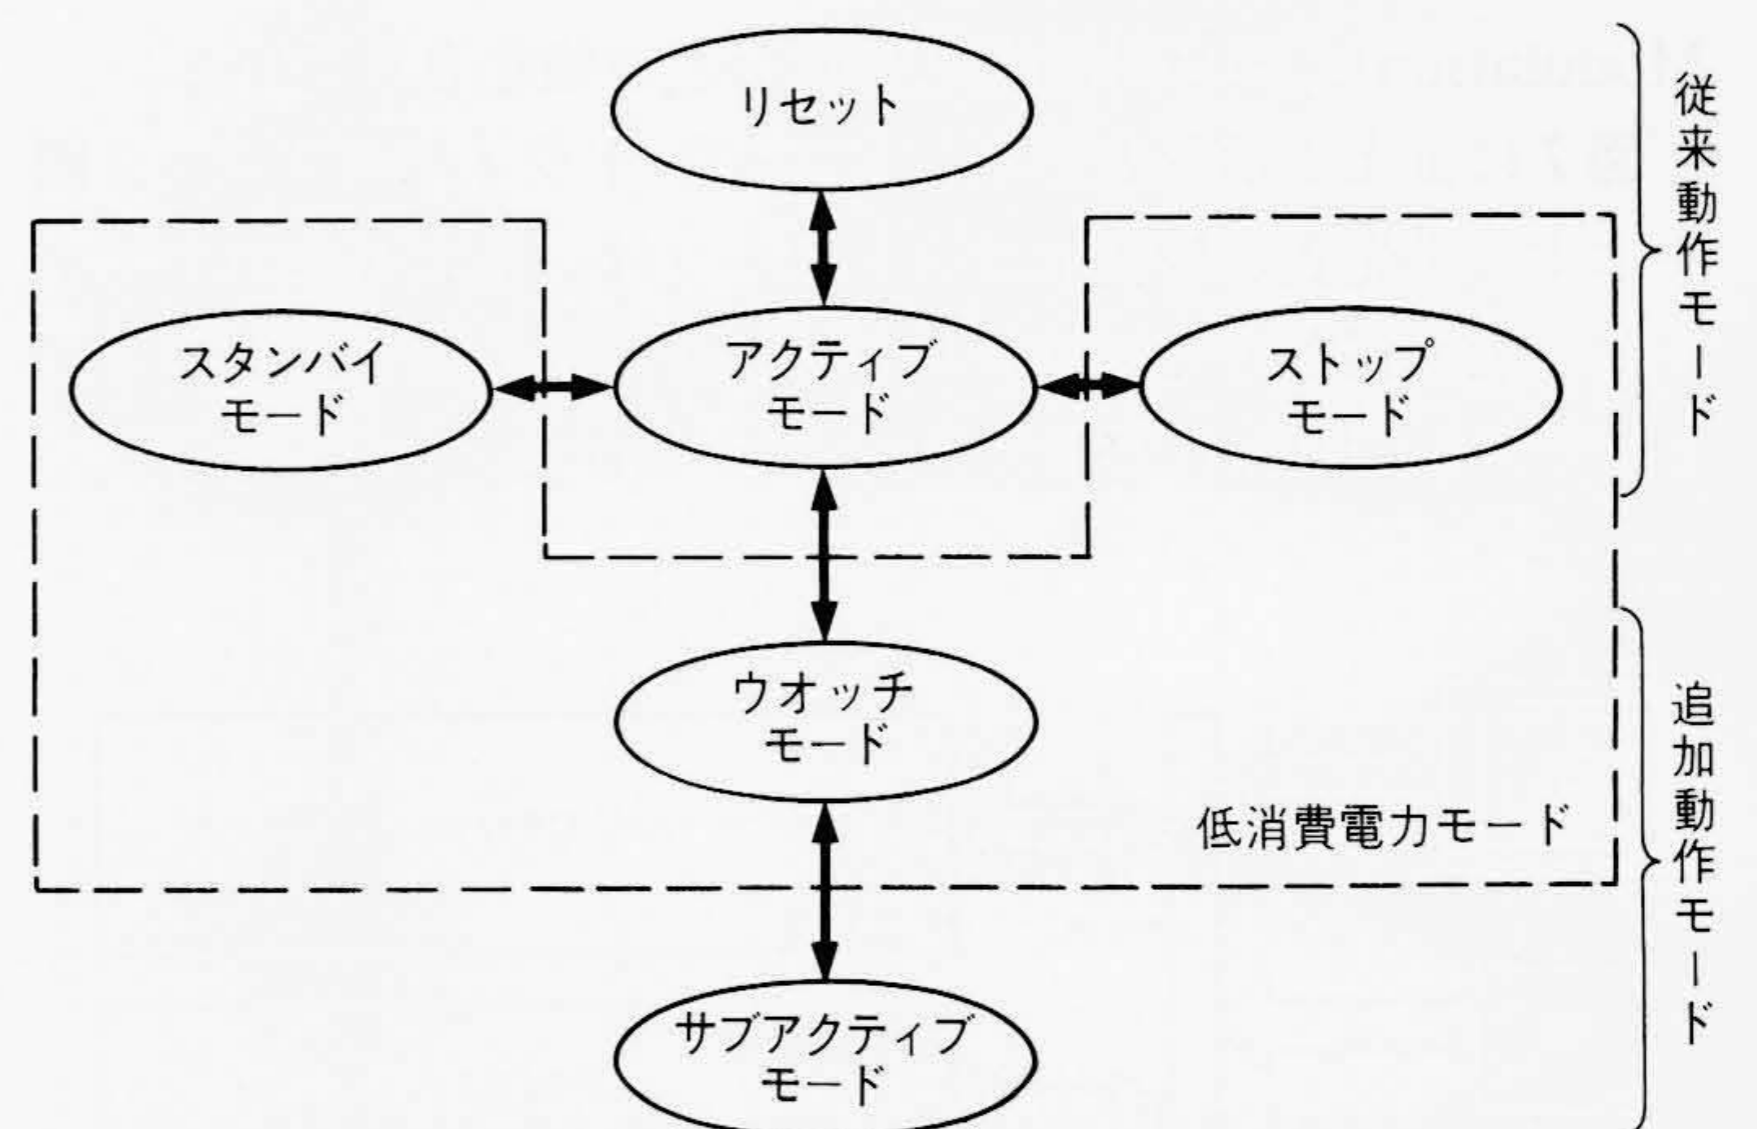 リセット
従来動作モード
スタンバイ
モード
アクティブ
モード
ストップ
モード
ウオッチ
モード
低消費電力モード
追加動作モード
サブアクティブ
モード